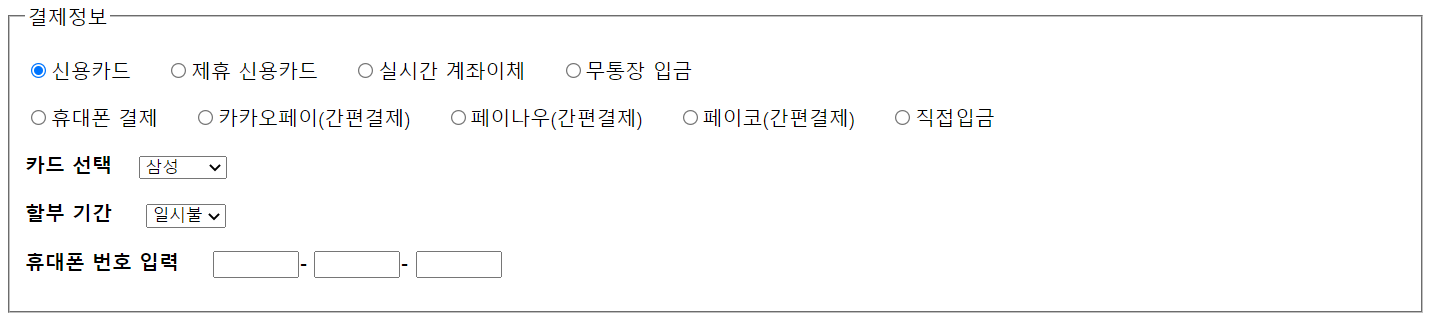 결제정보
신용카드 제휴 신용카드 실시간 계좌이체 무통장 입금
휴대폰 결제 카카오페이(간편결제) 페이나우(간편결제) 페이코(간편결제) 직접입금
카드 선택 삼성
할부 기간 일시불
휴대폰 번호 입력 - -